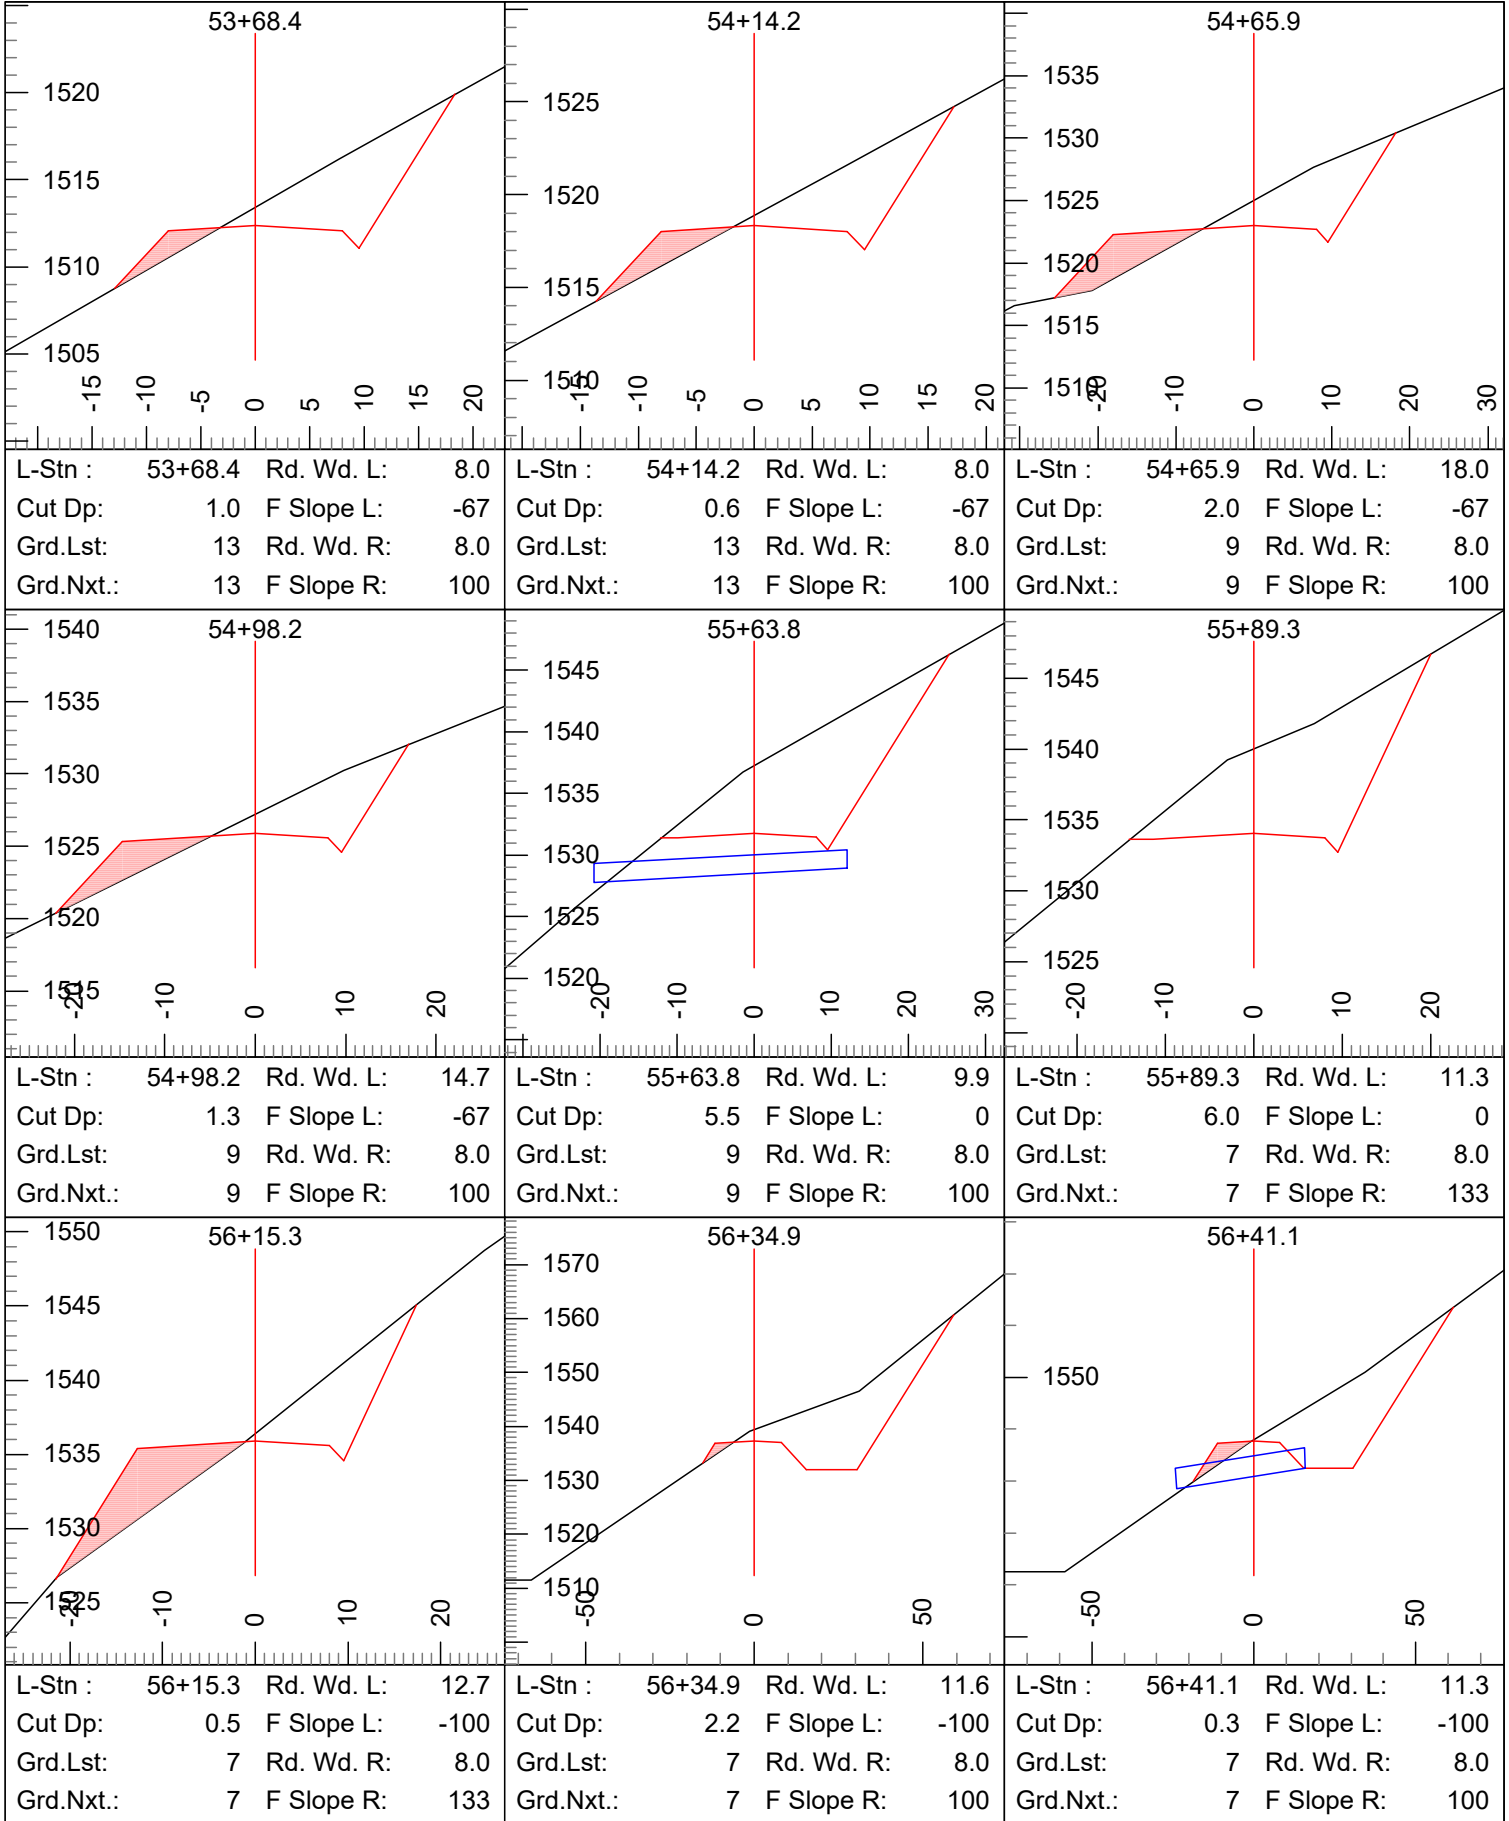 53+68.4
1520
1515
1510
1505
-15 -10 -5 0 5 10 15 20
54+14.2
1525
1520
1515
1510
-15 -10 -5 0 5 10 15 20
54+65.9
1535
1530
1525
1520
1515
1510
-20 -10 0 10 20 30
L-Stn : 53+68.4 Rd. Wd. L: 8.0
Cut Dp: 1.0 F Slope L: -67
Grd.Lst: 13 Rd. Wd. R: 8.0
Grd.Nxt.: 13 F Slope R: 100
L-Stn : 54+14.2 Rd. Wd. L: 8.0
Cut Dp: 0.6 F Slope L: -67
Grd.Lst: 13 Rd. Wd. R: 8.0
Grd.Nxt.: 13 F Slope R: 100
L-Stn : 54+65.9 Rd. Wd. L: 18.0
Cut Dp: 2.0 F Slope L: -67
Grd.Lst: 9 Rd. Wd. R: 8.0
Grd.Nxt.: 9 F Slope R: 100
54+98.2
1540
1535
1530
1525
1520
1515
-20 -10 0 10 20
55+63.8
1545
1540
1535
1530
1525
1520
-20 -10 0 10 20 30
55+89.3
1545
1540
1535
1530
1525
-20 -10 0 10 20
L-Stn : 54+98.2 Rd. Wd. L: 14.7
Cut Dp: 1.3 F Slope L: -67
Grd.Lst: 9 Rd. Wd. R: 8.0
Grd.Nxt.: 9 F Slope R: 100
L-Stn : 55+63.8 Rd. Wd. L: 9.9
Cut Dp: 5.5 F Slope L: 0
Grd.Lst: 9 Rd. Wd. R: 8.0
Grd.Nxt.: 9 F Slope R: 100
L-Stn : 55+89.3 Rd. Wd. L: 11.3
Cut Dp: 6.0 F Slope L: 0
Grd.Lst: 7 Rd. Wd. R: 8.0
Grd.Nxt.: 7 F Slope R: 133
56+15.3
1550
1545
1540
1535
1530
1525
-20 -10 0 10 20
56+34.9
1570
1560
1550
1540
1530
1520
1510
-50 0 50
56+41.1
1550
-50 0 50
L-Stn : 56+15.3 Rd. Wd. L: 12.7
Cut Dp: 0.5 F Slope L: -100
Grd.Lst: 7 Rd. Wd. R: 8.0
Grd.Nxt.: 7 F Slope R: 133
L-Stn : 56+34.9 Rd. Wd. L: 11.6
Cut Dp: 2.2 F Slope L: -100
Grd.Lst: 7 Rd. Wd. R: 8.0
Grd.Nxt.: 7 F Slope R: 100
L-Stn : 56+41.1 Rd. Wd. L: 11.3
Cut Dp: 0.3 F Slope L: -100
Grd.Lst: 7 Rd. Wd. R: 8.0
Grd.Nxt.: 7 F Slope R: 100